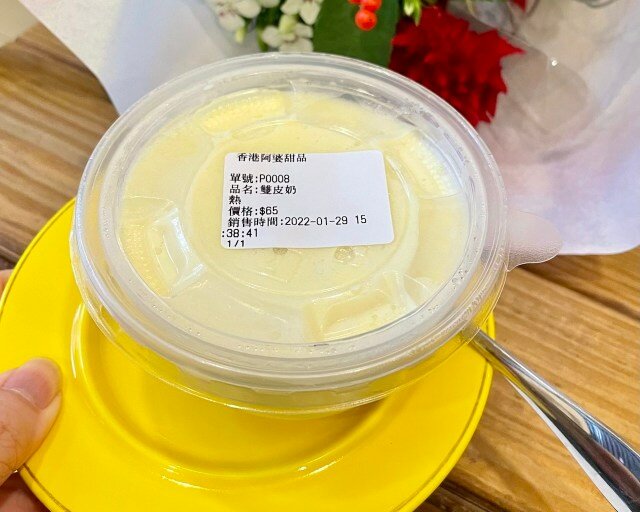 香港阿婆甜品
單號:P0008
品名:雙皮奶
熱
價格:$65
銷售時間:2022-01-29 15
:38:41
1/1